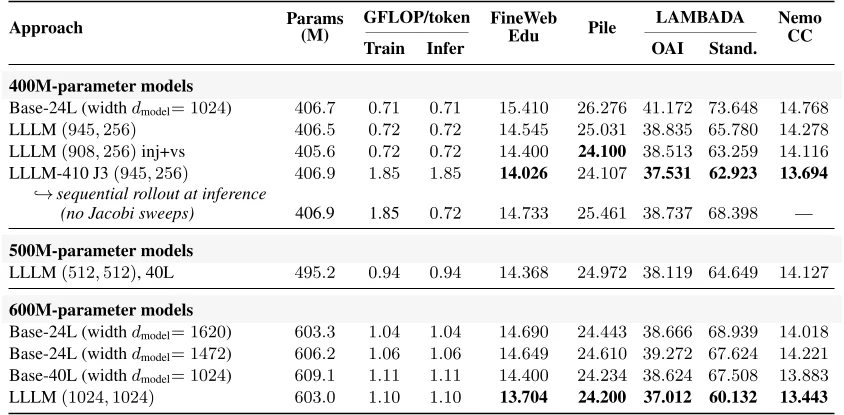 Approach Params (M) GFLOP/token Train Infer FineWeb Edu Pile LAMBADA OAI Stand. Nemo CC
400M-parameter models
Base-24L (width d_model= 1024) 406.7 0.71 0.71 15.410 26.276 41.172 73.648 14.768
LLLM (945, 256) 406.5 0.72 0.72 14.545 25.031 38.835 65.780 14.278
LLLM (908, 256) inj+vs 405.6 0.72 0.72 14.400 24.100 38.513 63.259 14.116
LLLM-410 J3 (945, 256) 406.9 1.85 1.85 14.026 24.107 37.531 62.923 13.694
↪ sequential rollout at inference
(no Jacobi sweeps) 406.9 1.85 0.72 14.733 25.461 38.737 68.398 —
500M-parameter models
LLLM (512, 512), 40L 495.2 0.94 0.94 14.368 24.972 38.119 64.649 14.127
600M-parameter models
Base-24L (width d_model= 1620) 603.3 1.04 1.04 14.690 24.443 38.666 68.939 14.018
Base-24L (width d_model= 1472) 606.2 1.06 1.06 14.649 24.610 39.272 67.624 14.221
Base-40L (width d_model= 1024) 609.1 1.11 1.11 14.400 24.234 38.624 67.508 13.883
LLLM (1024, 1024) 603.0 1.10 1.10 13.704 24.200 37.012 60.132 13.443